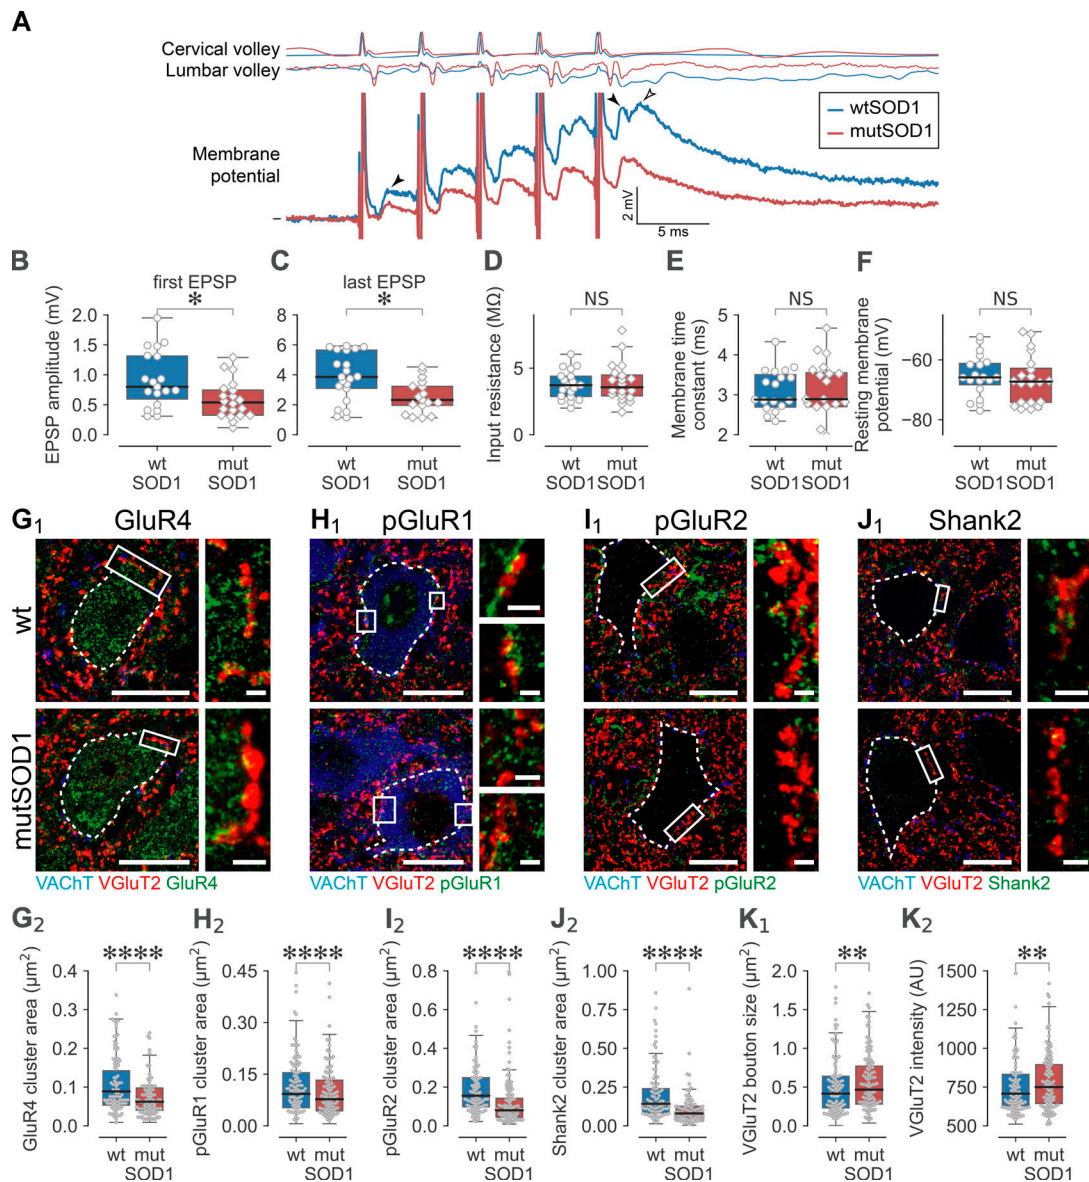 A
Cervical volley
Lumbar volley
Membrane
potential
–
wtSOD1
mutSOD1
2 mV
5 ms
B
C
D
E
F
first EPSP
last EPSP
*
*
NS
NS
NS
EPSP amplitude (mV)
2.0
1.5
1.0
0.5
0.0
wt
mut
SOD1
SOD1
8
6
4
2
0
wt
mut
SOD1
SOD1
Input resistance (MΩ)
5
0
wt
mut
SOD1
SOD1
Membrane time
constant (ms)
5
4
3
2
wt
mut
SOD1
SOD1
Resting membrane
potential (mV)
−60
−80
wt
mut
SOD1
SOD1
G1
GluR4
H1
pGluR1
I1
pGluR2
J1
Shank2
wt
mutSOD1
VAChT VGluT2 GluR4
VAChT VGluT2 pGluR1
VAChT VGluT2 pGluR2
VAChT VGluT2 Shank2
G2
H2
I2
J2
K1
K2
****
****
****
****
**
**
GluR4 cluster area (µm2)
0.4
0.3
0.2
0.1
0.0
wt mut
SOD1
pGluR1 cluster area (µm2)
0.45
0.30
0.15
0.00
wt mut
SOD1
pGluR2 cluster area (µm2)
0.8
0.6
0.4
0.2
0.0
wt mut
SOD1
Shank2 cluster area (µm2)
1.00
0.75
0.50
0.25
0.00
wt mut
SOD1
VGluT2 bouton size (µm2)
2.0
1.5
1.0
0.5
0.0
wt mut
SOD1
VGluT2 intensity (AU)
1500
1250
1000
750
500
wt mut
SOD1